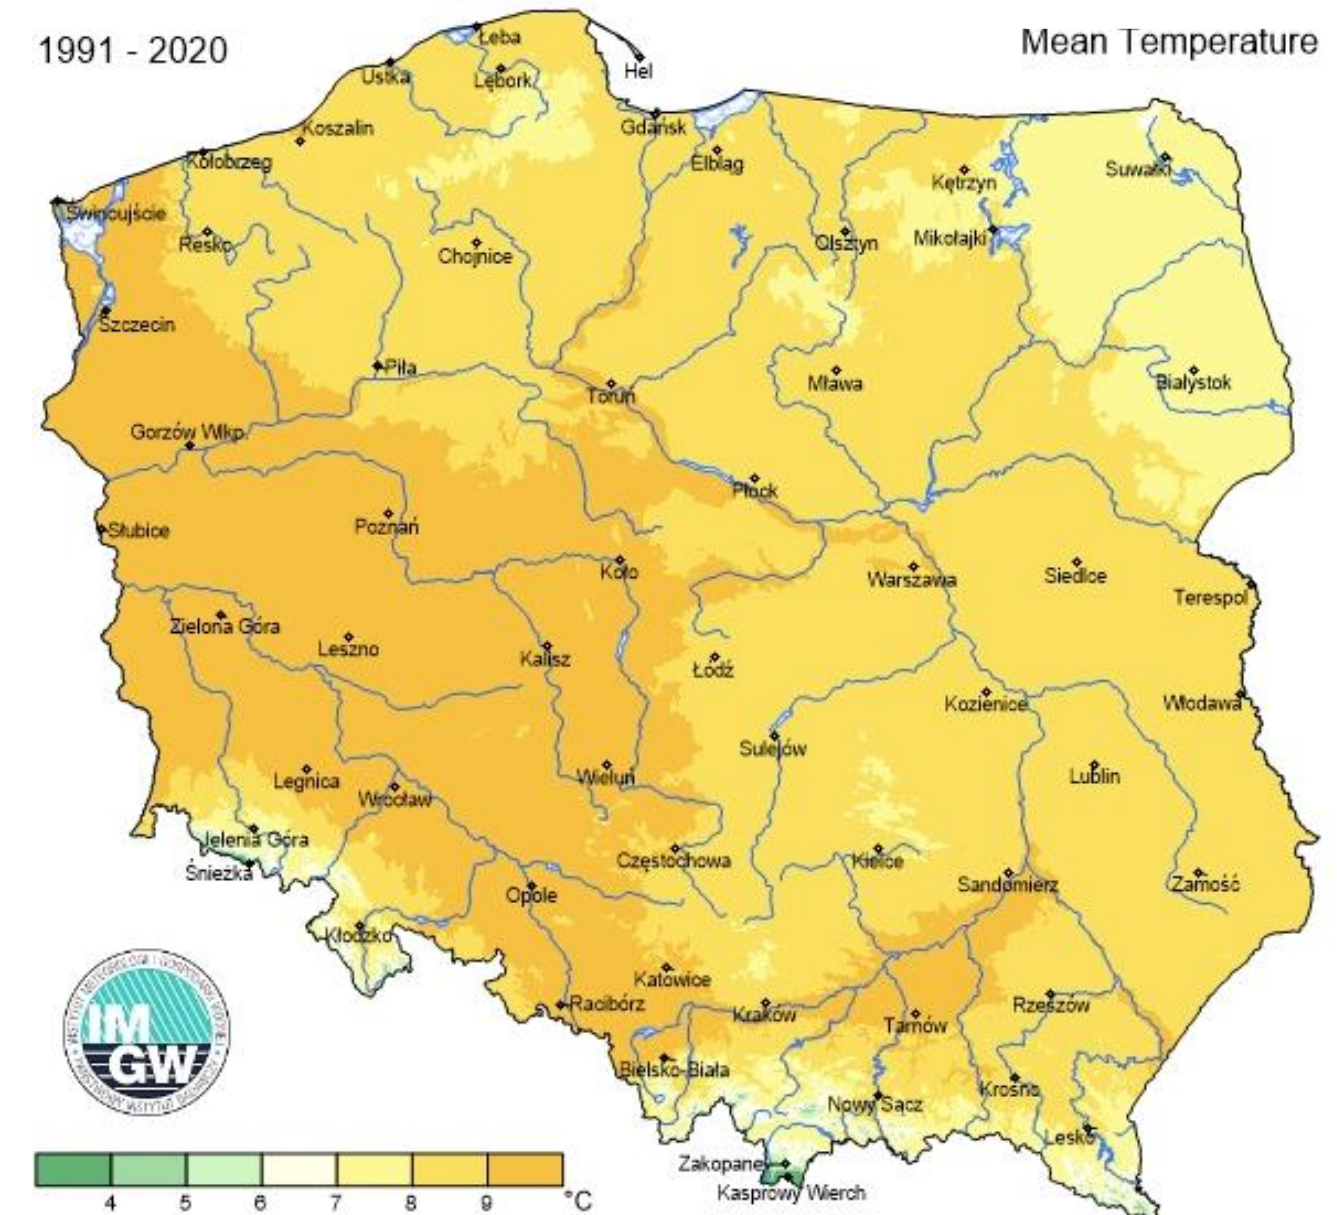 1991 - 2020
Mean Temperature
Łeba
Ustka
Lębork
Hel
Koszalin
Gdańsk
Kołobrzeg
Elbląg
Suwałki
Kętrzyn
Świnoujście
Resko
Chojnice
Olsztyn
Mikołajki
Szczecin
Piła
Toruń
Mława
Białystok
Gorzów Wlkp.
Płock
Słubice
Poznań
Koło
Warszawa
Siedlce
Terespol
Zielona Góra
Leszno
Kalisz
Łódź
Kozienice
Włodawa
Sulejów
Legnica
Wrocław
Wieluń
Lublin
Jelenia Góra
Śnieżka
Częstochowa
Kielce
Sandomierz
Zamość
Opole
Kłodzko
Katowice
Racibórz
Kraków
Tarnów
Rzeszów
Bielsko-Biała
Nowy Sącz
Krosno
Lesko
Zakopane
Kasprowy Wierch
IM
GW
4 5 6 7 8 9 °C